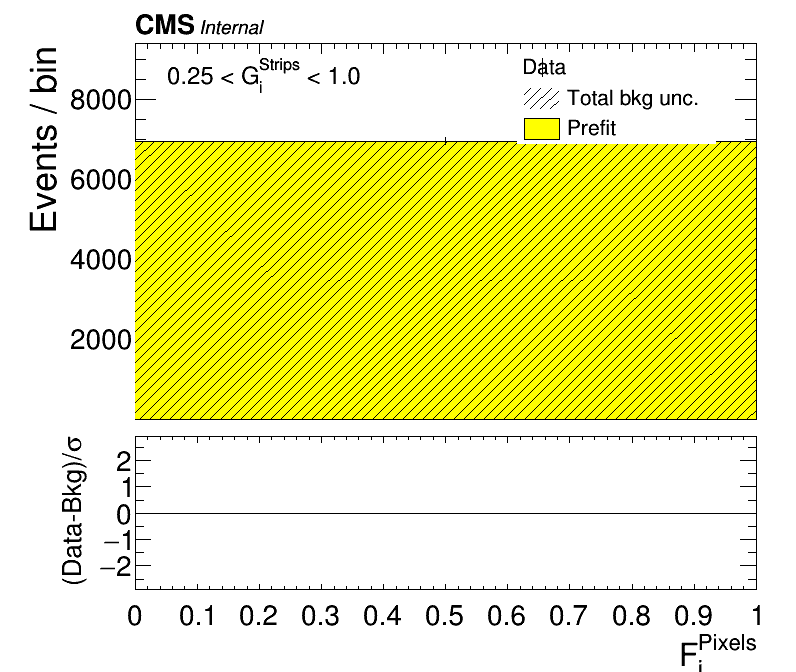 CMS Internal
0.25 < G_i^Strips < 1.0
Data
Total bkg unc.
Prefit
Events / bin
8000
6000
4000
2000
(Data-Bkg)/σ
2
1
0
−1
−2
0 0.1 0.2 0.3 0.4 0.5 0.6 0.7 0.8 0.9 1
F_i^Pixels